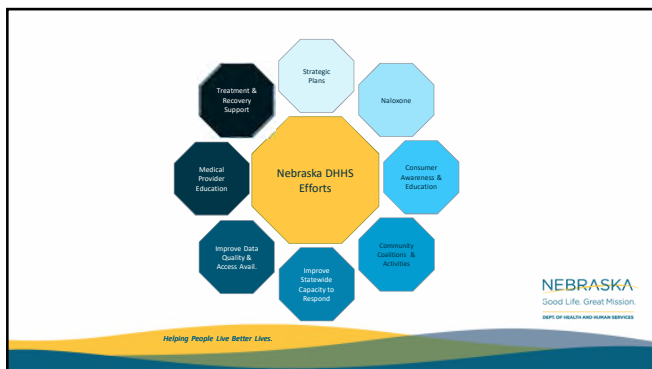 Strategic
Plans
Naloxone
Consumer
Awareness &
Education
Community
Coalitions &
Activities
Improve
Statewide
Capacity to
Respond
Improve Data
Quality &
Access Avail.
Medical
Provider
Education
Treatment &
Recovery
Support
Nebraska DHHS
Efforts
NEBRASKA
Good Life. Great Mission.
DEPT. OF HEALTH AND HUMAN SERVICES
Helping People Live Better Lives.